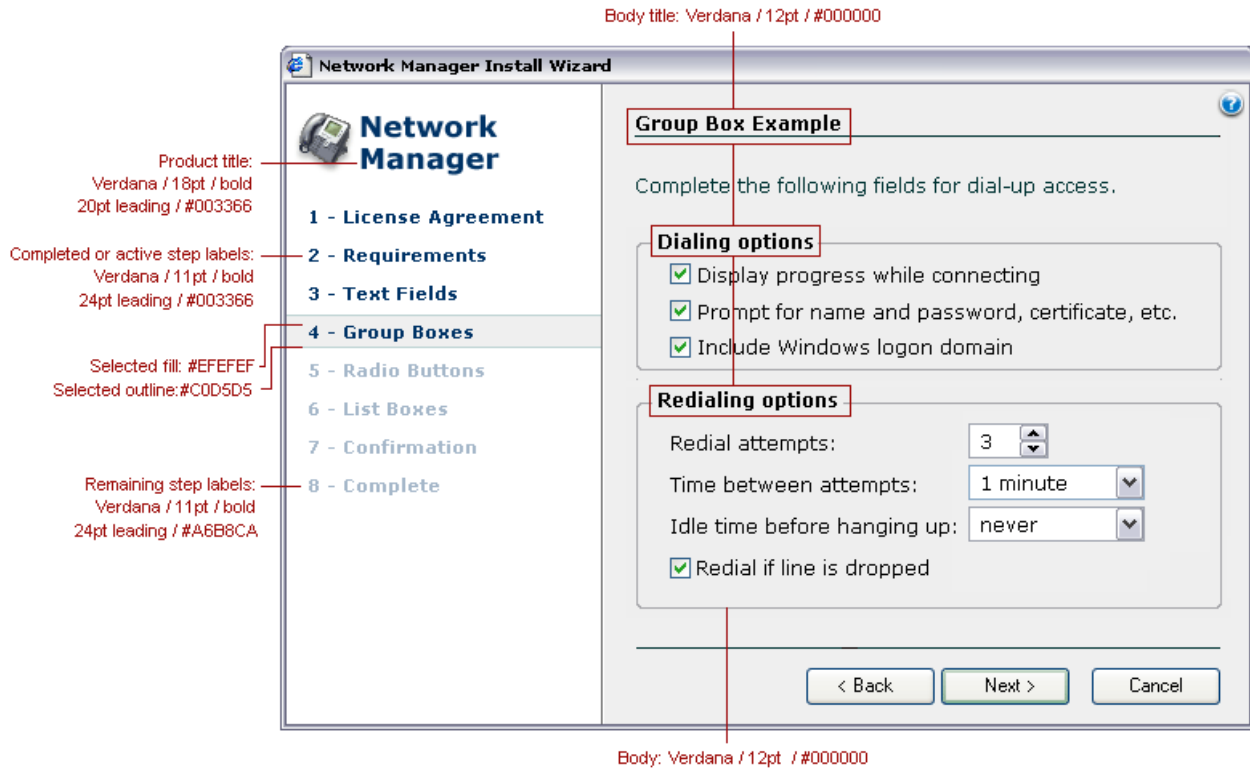 Body title: Verdana / 12pt / #000000
Network Manager Install Wizard
Network
Manager
Product title:
Verdana / 18pt / bold
20pt leading / #003366
1 - License Agreement
Completed or active step labels:
Verdana / 11pt / bold
24pt leading / #003366
2 - Requirements
3 - Text Fields
4 - Group Boxes
Selected fill: #EFEFEF
Selected outline:#C0D5D5
5 - Radio Buttons
6 - List Boxes
7 - Confirmation
Remaining step labels:
Verdana / 11pt / bold
24pt leading / #A6B8CA
8 - Complete
?
Group Box Example
Complete the following fields for dial-up access.
Dialing options
Display progress while connecting
Prompt for name and password, certificate, etc.
Include Windows logon domain
Redialing options
Redial attempts: 3
Time between attempts: 1 minute
Idle time before hanging up: never
Redial if line is dropped
< Back Next > Cancel
Body: Verdana / 12pt / #000000